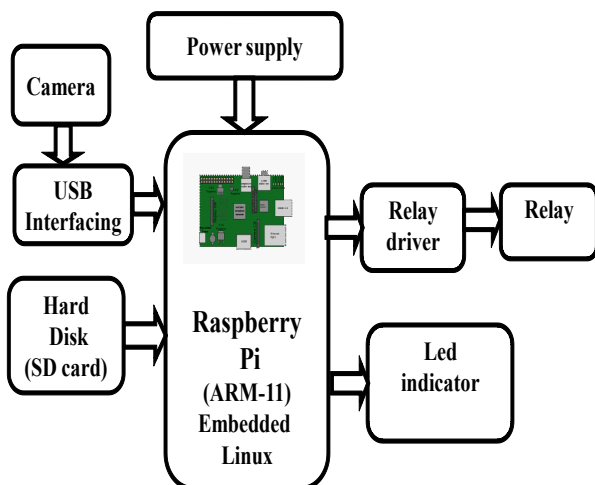 Power supply
Camera
USB
Interfacing
Hard
Disk
(SD card)
Raspberry
Pi
(ARM-11)
Embedded
Linux
Relay
driver
Relay
Led
indicator